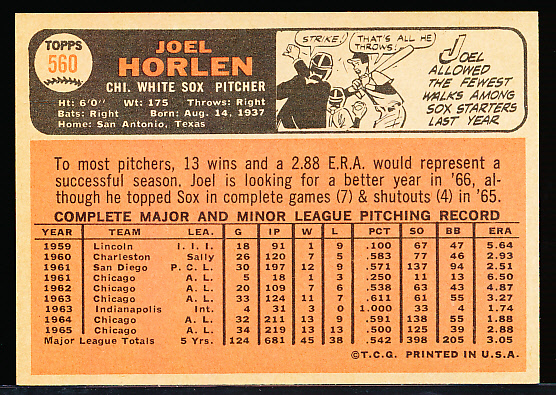 TOPPS
560
JOEL
HORLEN
CHI. WHITE SOX PITCHER
Ht: 6'0" Wt: 175 Throws: Right
Bats: Right Born: Aug. 14, 1937
Home: San Antonio, Texas
STRIKE!
THAT'S ALL HE
THROWS!
JOEL
ALLOWED
THE FEWEST
WALKS AMONG
SOX STARTERS
LAST YEAR
To most pitchers, 13 wins and a 2.88 E.R.A. would represent a
successful season. Joel is looking for a better year in '66, al-
though he topped Sox in complete games (7) & shutouts (4) in '65.
COMPLETE MAJOR AND MINOR LEAGUE PITCHING RECORD
YEAR TEAM LEA. G IP W L PCT SO BB ERA
1959 Lincoln I. I. I. 18 91 1 9 .100 67 47 5.64
1960 Charleston Sally 26 120 7 5 .583 77 46 2.93
1961 San Diego P. C. L. 30 197 12 9 .571 137 94 2.51
1961 Chicago A. L. 5 18 1 3 .250 11 13 6.50
1962 Chicago A. L. 20 109 7 6 .538 63 43 4.87
1963 Chicago A. L. 33 124 11 7 .611 61 55 3.27
1963 Indianapolis Int. 4 31 3 0 1.000 33 4 1.74
1964 Chicago A. L. 32 211 13 9 .591 138 55 1.88
1965 Chicago A. L. 34 219 13 13 .500 125 39 2.88
Major League Totals 5 Yrs. 124 681 45 38 .542 398 205 3.05
©T.C.G. PRINTED IN U.S.A.